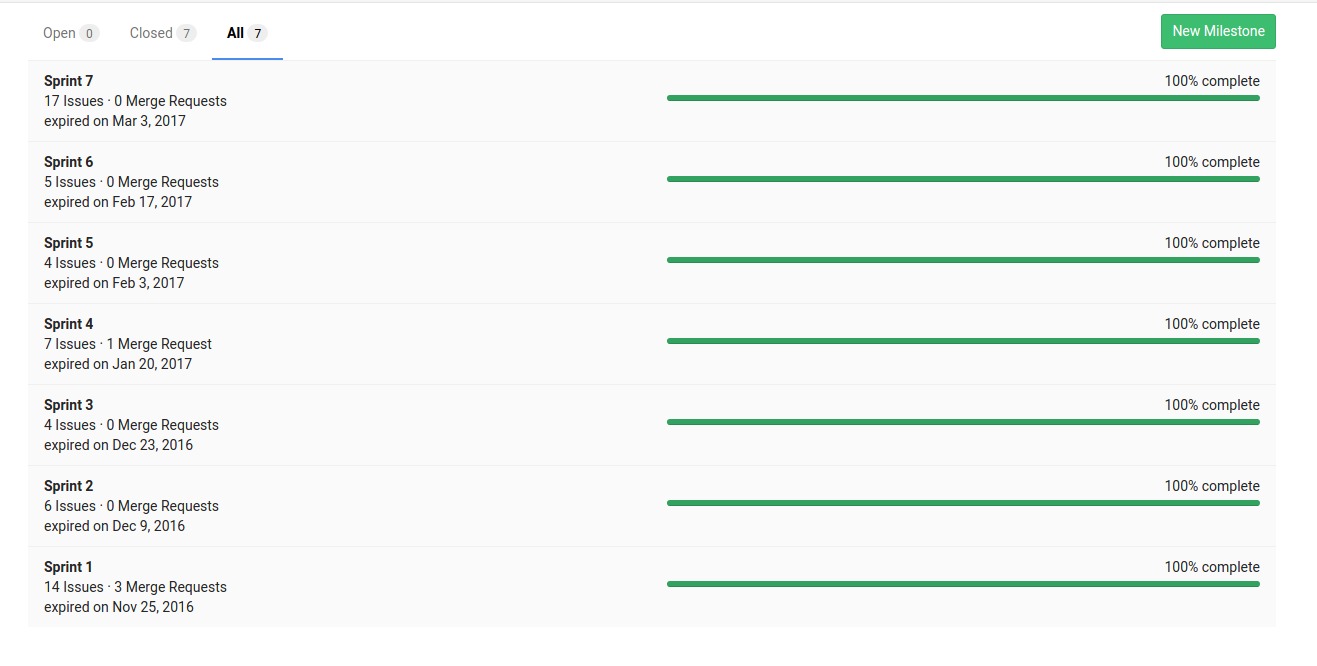 Open 0 Closed 7 All 7 New Milestone
Sprint 7 100% complete
17 Issues · 0 Merge Requests
expired on Mar 3, 2017
Sprint 6 100% complete
5 Issues · 0 Merge Requests
expired on Feb 17, 2017
Sprint 5 100% complete
4 Issues · 0 Merge Requests
expired on Feb 3, 2017
Sprint 4 100% complete
7 Issues · 1 Merge Request
expired on Jan 20, 2017
Sprint 3 100% complete
4 Issues · 0 Merge Requests
expired on Dec 23, 2016
Sprint 2 100% complete
6 Issues · 0 Merge Requests
expired on Dec 9, 2016
Sprint 1 100% complete
14 Issues · 3 Merge Requests
expired on Nov 25, 2016